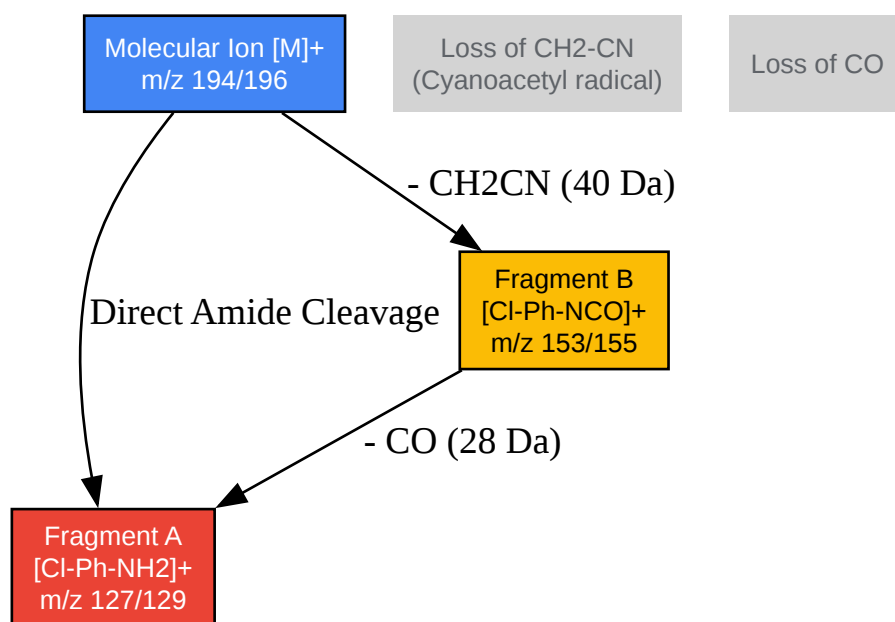 Molecular Ion [M]+
m/z 194/196
Loss of CH2-CN
(Cyanoacetyl radical)
Loss of CO
- CH2CN (40 Da)
Fragment B
[Cl-Ph-NCO]+
m/z 153/155
Direct Amide Cleavage
- CO (28 Da)
Fragment A
[Cl-Ph-NH2]+
m/z 127/129